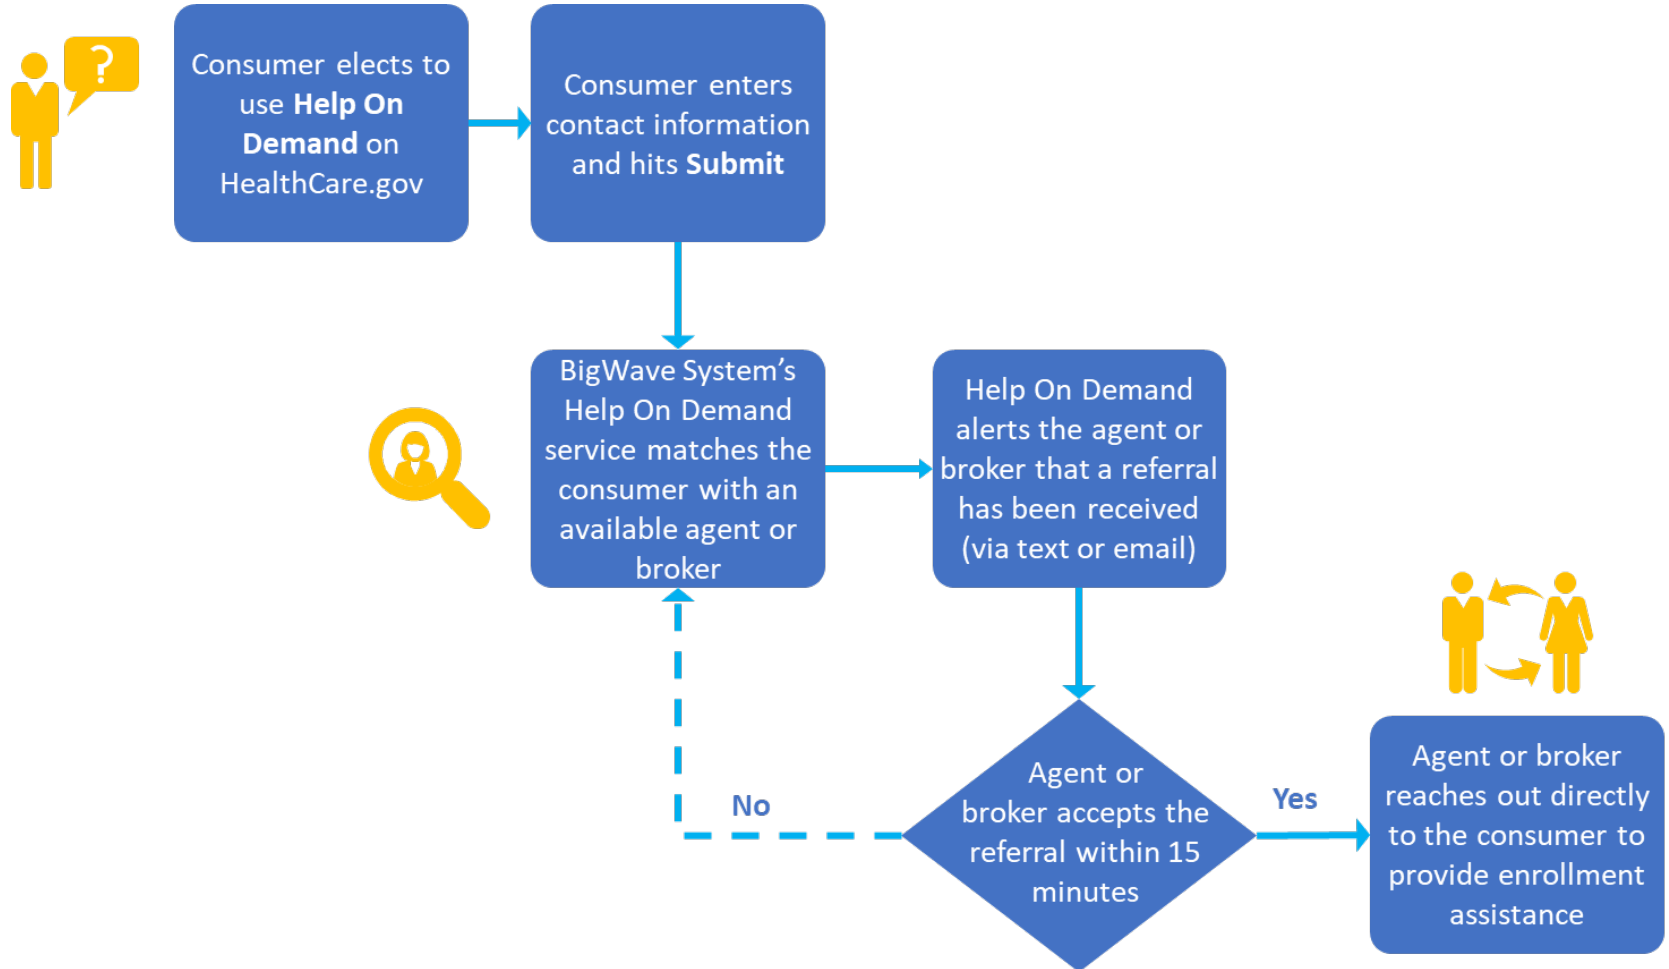 ?
Consumer elects to
use Help On
Demand on
HealthCare.gov
Consumer enters
contact information
and hits Submit
BigWave System’s
Help On Demand
service matches the
consumer with an
available agent or
broker
Help On Demand
alerts the agent or
broker that a referral
has been received
(via text or email)
Agent or
broker accepts the
referral within 15
minutes
No
Yes
Agent or broker
reaches out directly
to the consumer to
provide enrollment
assistance